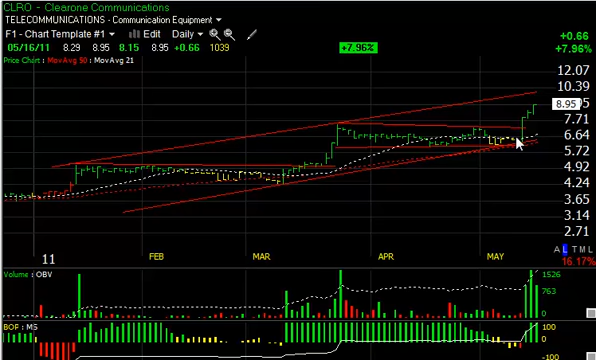 CLRO - Clearone Communications
TELECOMMUNICATIONS - Communication Equipment
F1 - Chart Template #1 Edit Daily
05/16/11 8.29 8.95 8.15 8.95 +0.66 1039
+7.96%
+0.66
+7.96%
Price Chart : MovAvg 50 : MovAvg 21
12.07
10.39
8.95
7.71
6.64
5.72
4.92
4.24
3.65
3.14
2.71
A L T M L
16.17%
11 FEB MAR APR MAY
Volume : OBV
1526
763
0
BOP : MS
100
0
-100